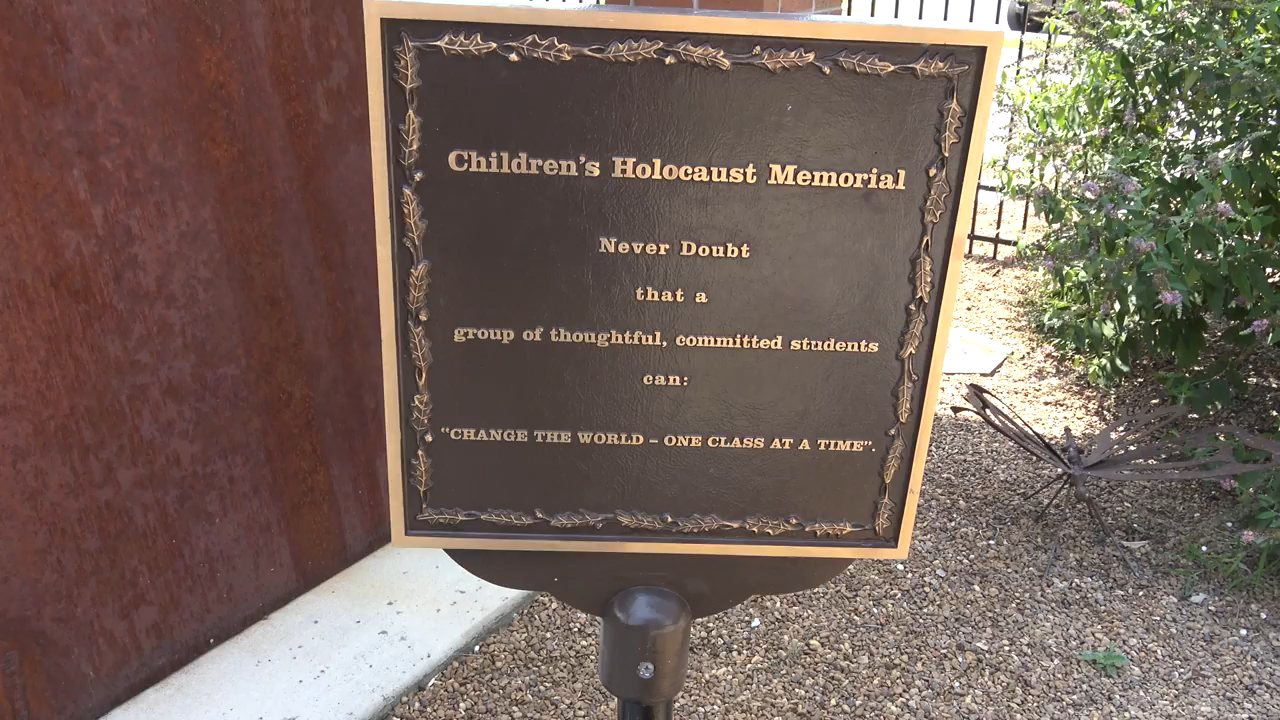 Children's Holocaust Memorial
Never Doubt
that a
group of thoughtful, committed students
can:
“CHANGE THE WORLD – ONE CLASS AT A TIME”.